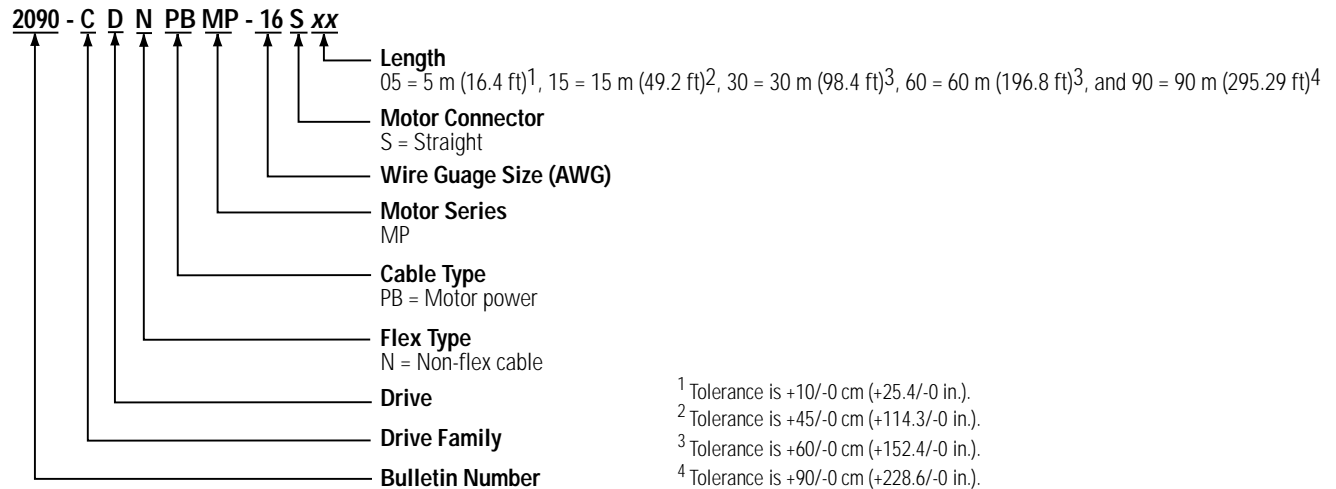 2090 - C D N PB MP - 16 S xx
Length
05 = 5 m (16.4 ft)1, 15 = 15 m (49.2 ft)2, 30 = 30 m (98.4 ft)3, 60 = 60 m (196.8 ft)3, and 90 = 90 m (295.29 ft)4
Motor Connector
S = Straight
Wire Guage Size (AWG)
Motor Series
MP
Cable Type
PB = Motor power
Flex Type
N = Non-flex cable
Drive
Drive Family
Bulletin Number
1 Tolerance is +10/-0 cm (+25.4/-0 in.).
2 Tolerance is +45/-0 cm (+114.3/-0 in.).
3 Tolerance is +60/-0 cm (+152.4/-0 in.).
4 Tolerance is +90/-0 cm (+228.6/-0 in.).